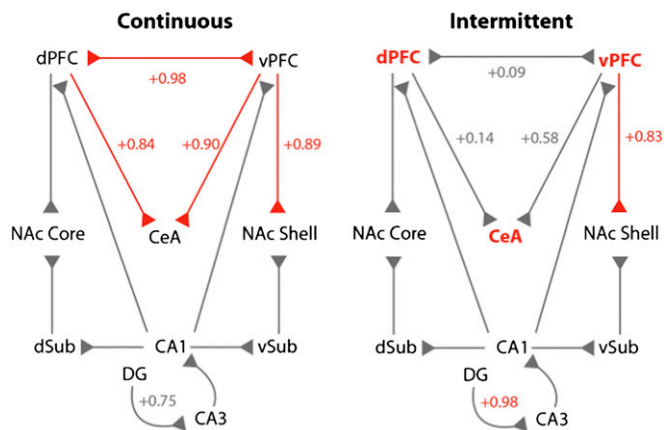 Continuous
dPFC
vPFC
+0.98
+0.84
+0.90
+0.89
NAc Core
CeA
NAc Shell
dSub
CA1
vSub
DG
+0.75
CA3
Intermittent
dPFC
vPFC
+0.09
+0.14
+0.58
+0.83
NAc Core
CeA
NAc Shell
dSub
CA1
vSub
DG
+0.98
CA3